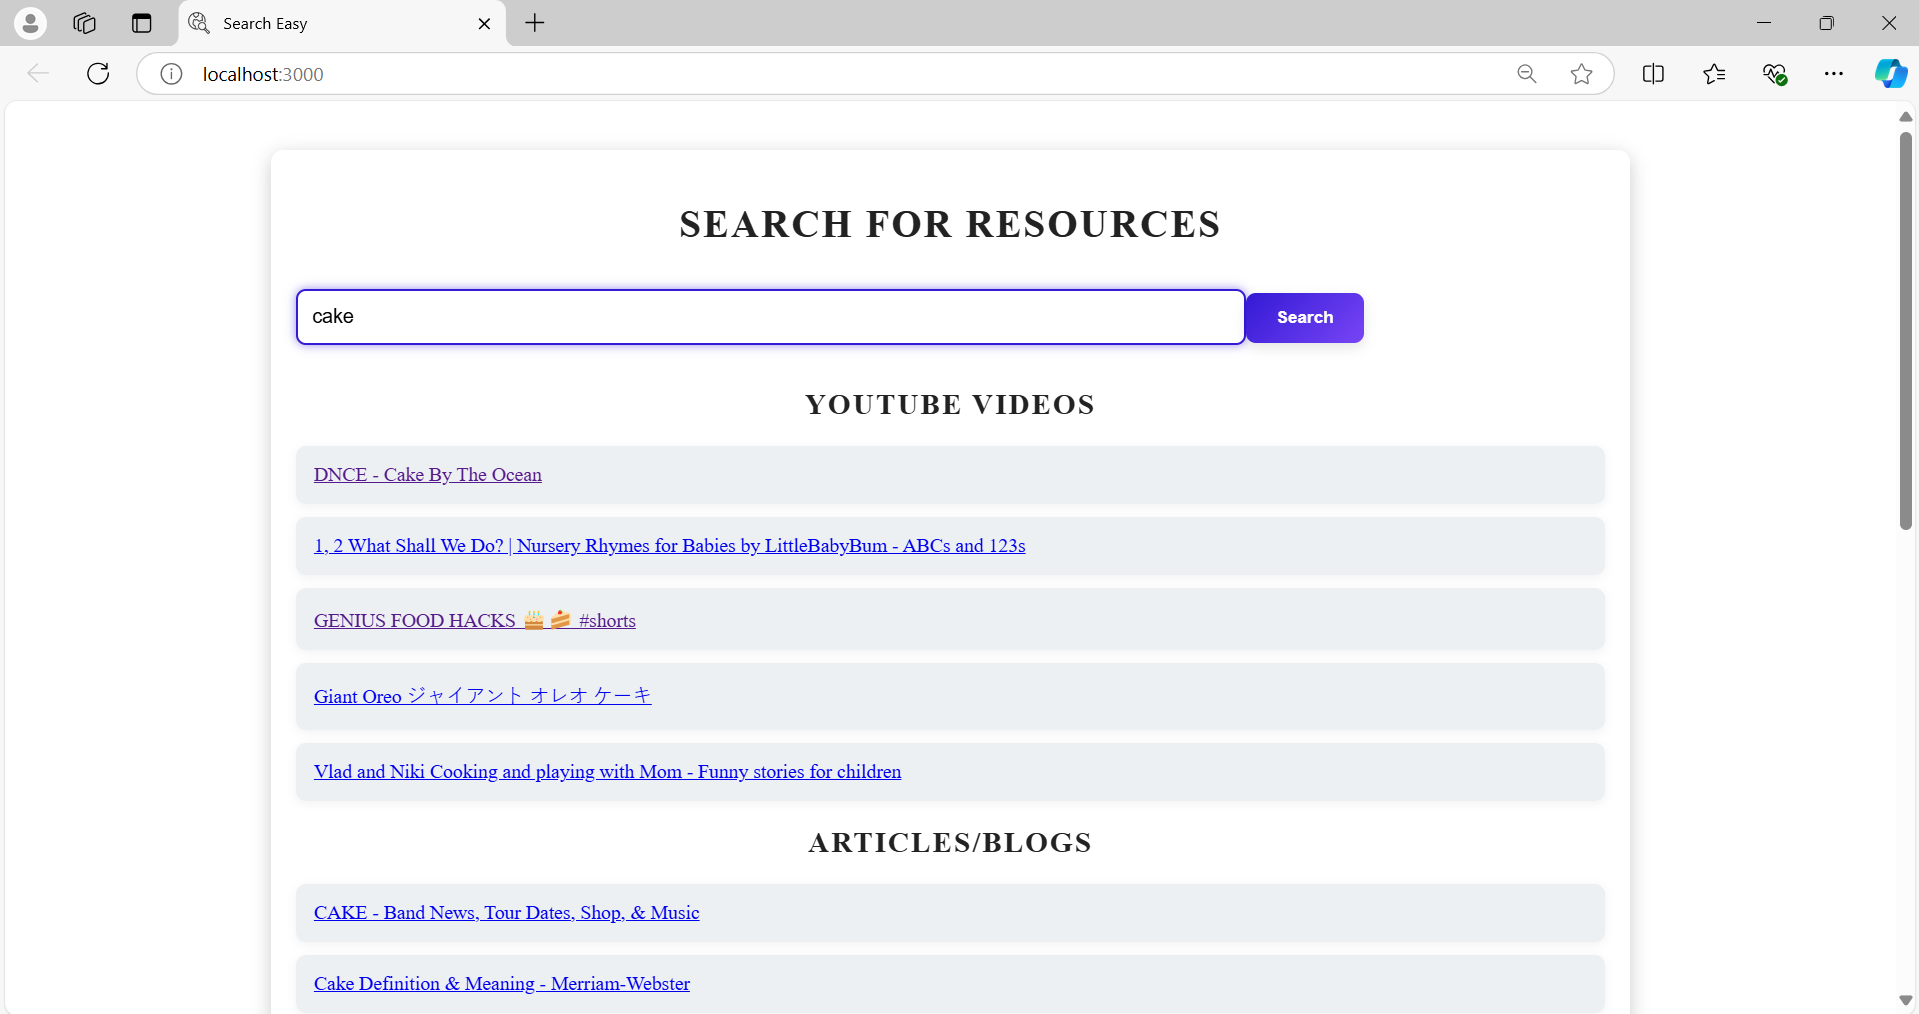 Search Easy
localhost:3000
SEARCH FOR RESOURCES
cake
Search
YOUTUBE VIDEOS
DNCE - Cake By The Ocean
1, 2 What Shall We Do? | Nursery Rhymes for Babies by LittleBabyBum - ABCs and 123s
GENIUS FOOD HACKS 🎂🍰 #shorts
Giant Oreo ジャイアント オレオ ケーキ
Vlad and Niki Cooking and playing with Mom - Funny stories for children
ARTICLES/BLOGS
CAKE - Band News, Tour Dates, Shop, & Music
Cake Definition & Meaning - Merriam-Webster